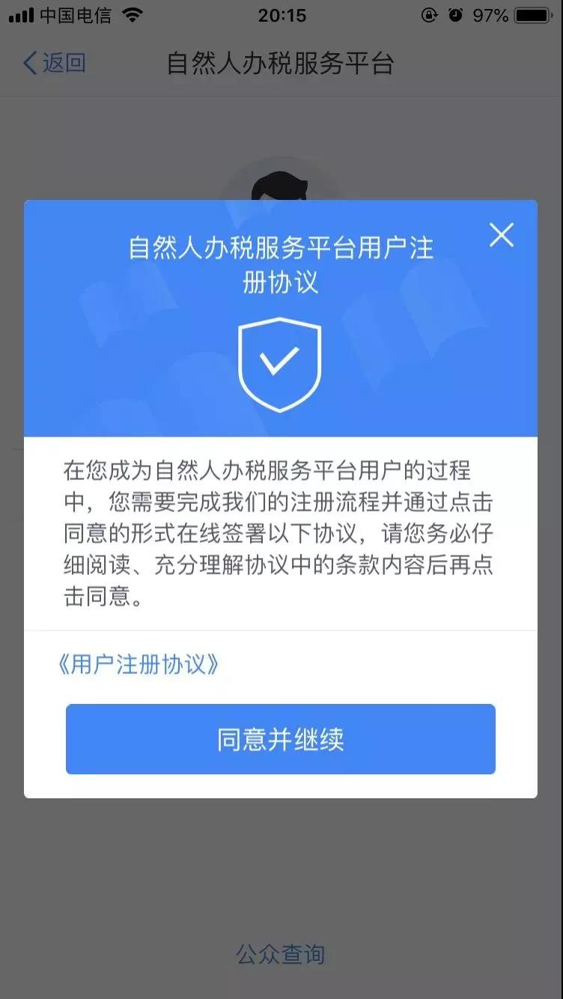 中国电信
20:15
97%
返回
自然人办税服务平台
自然人办税服务平台用户注
册协议
在您成为自然人办税服务平台用户的过程
中，您需要完成我们的注册流程并通过点击
同意的形式在线签署以下协议，请您务必仔
细阅读、充分理解协议中的条款内容后再点
击同意。
《用户注册协议》
同意并继续
公众查询